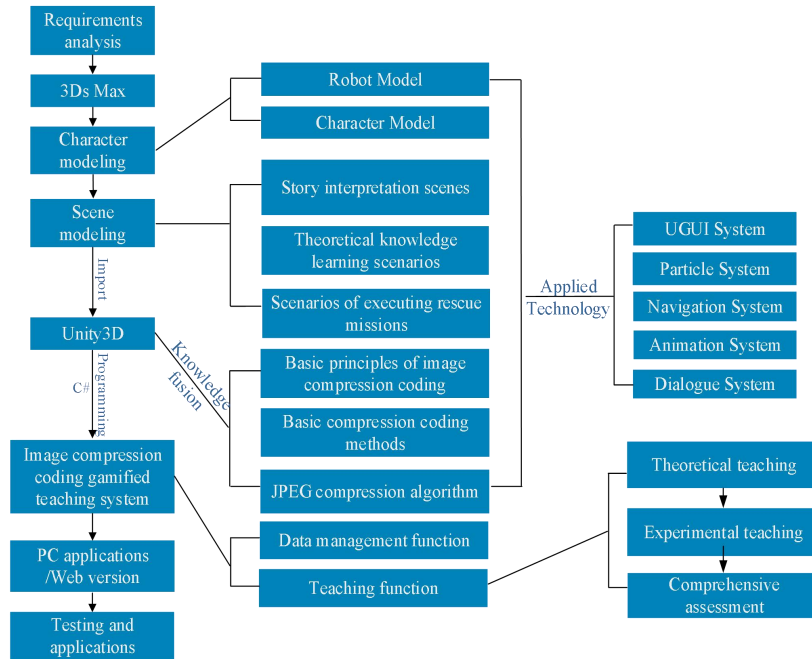 Requirements
analysis
3Ds Max
Character
modeling
Scene
modeling
Import
Unity3D
Programming
C#
Image compression
coding gamified
teaching system
PC applications
/Web version
Testing and
applications
Robot Model
Character Model
Story interpretation scenes
Theoretical knowledge
learning scenarios
Scenarios of executing rescue
missions
Knowledge
fusion
Basic principles of image
compression coding
Basic compression coding
methods
JPEG compression algorithm
Data management function
Teaching function
Applied
Technology
UGUI System
Particle System
Navigation System
Animation System
Dialogue System
Theoretical teaching
Experimental teaching
Comprehensive
assessment